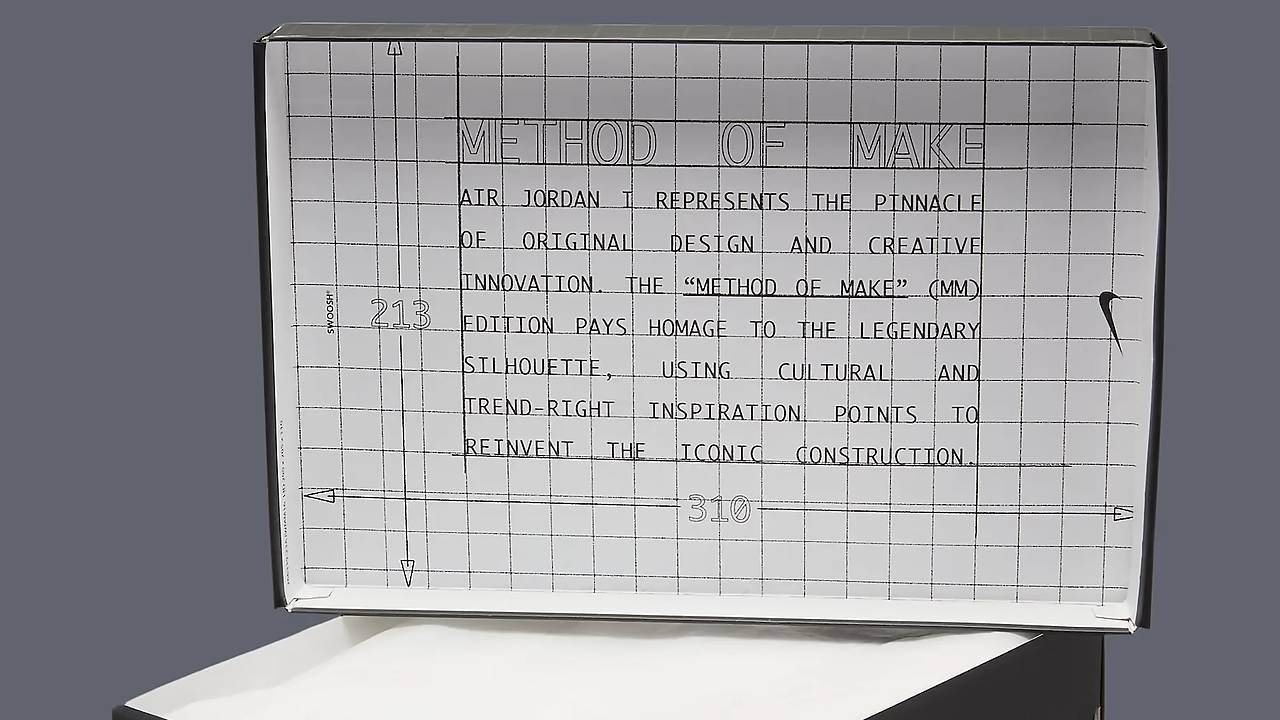 METHOD OF MAKE
AIR JORDAN I REPRESENTS THE PINNACLE
OF ORIGINAL DESIGN AND CREATIVE
INNOVATION. THE “METHOD OF MAKE” (MM)
EDITION PAYS HOMAGE TO THE LEGENDARY
SILHOUETTE, USING CULTURAL AND
TREND-RIGHT INSPIRATION POINTS TO
REINVENT THE ICONIC CONSTRUCTION.
SWOOSH®
213
310